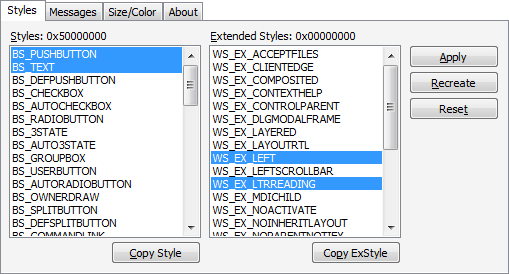 Styles Messages Size/Color About
Styles: 0x50000000
BS_PUSHBUTTON
BS_TEXT
BS_DEFPUSHBUTTON
BS_CHECKBOX
BS_AUTOCHECKBOX
BS_RADIOBUTTON
BS_3STATE
BS_AUTO3STATE
BS_GROUPBOX
BS_USERBUTTON
BS_AUTORADIOBUTTON
BS_OWNERDRAW
BS_SPLITBUTTON
BS_DEFSPLITBUTTON
BS_COMMANDLINK
Copy Style
Extended Styles: 0x00000000
WS_EX_ACCEPTFILES
WS_EX_CLIENTEDGE
WS_EX_COMPOSITED
WS_EX_CONTEXTHELP
WS_EX_CONTROLPARENT
WS_EX_DLGMODALFRAME
WS_EX_LAYERED
WS_EX_LAYOUTRTL
WS_EX_LEFT
WS_EX_LEFTSCROLLBAR
WS_EX_LTRREADING
WS_EX_MDICHILD
WS_EX_NOACTIVATE
WS_EX_NOINHERITLAYOUT
WS_EX_NOPARENTNOTIFY
Copy ExStyle
Apply
Recreate
Reset